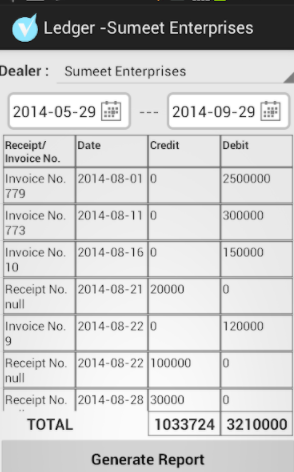 Ledger -Sumeet Enterprises
Dealer : Sumeet Enterprises
2014-05-29 --- 2014-09-29
Receipt/ Date Credit Debit
Invoice No.
Invoice No. 2014-08-01 0 2500000
779
Invoice No. 2014-08-11 0 300000
773
Invoice No. 2014-08-16 0 150000
10
Receipt No. 2014-08-21 20000 0
null
Invoice No. 2014-08-22 0 120000
9
Receipt No. 2014-08-22 100000 0
null
Receipt No. 2014-08-28 30000 0
TOTAL 1033724 3210000
Generate Report